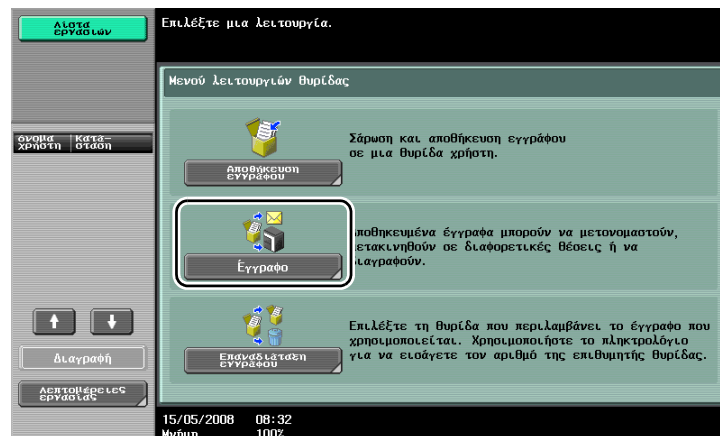 Λίστα
εργασιών
Επιλέξτε μια λειτουργία.
Μενού λειτουργιών θυρίδας
όνομα
χρήστη
Κατά-
σταση
Σάρωση και αποθήκευση εγγράφου
σε μια θυρίδα χρήστη.
Αποθήκευση
εγγράφου
Αποθηκευμένα έγγραφα μπορούν να μετονομαστούν,
μετακινηθούν σε διαφορετικές θέσεις ή να
διαγραφούν.
Έγγραφο
Επιλέξτε τη θυρίδα που περιλαμβάνει το έγγραφο που
χρησιμοποιείται. Χρησιμοποιήστε το πληκτρολόγιο
για να εισάγετε τον αριθμό της επιθυμητής θυρίδας.
Επαναδιάταξη
εγγράφου
Διαγραφή
Λεπτομέρειες
εργασίας
15/05/2008 08:32
Μνήμη 100%